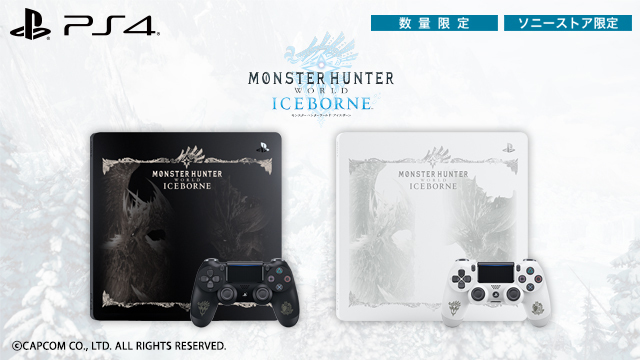 PS4
数量限定
ソニーストア限定
MONSTER HUNTER
WORLD
ICEBORNE
モンスターハンターワールド アイスボーン
MONSTER HUNTER
WORLD
ICEBORNE
MONSTER HUNTER
WORLD
ICEBORNE
©CAPCOM CO., LTD. ALL RIGHTS RESERVED.